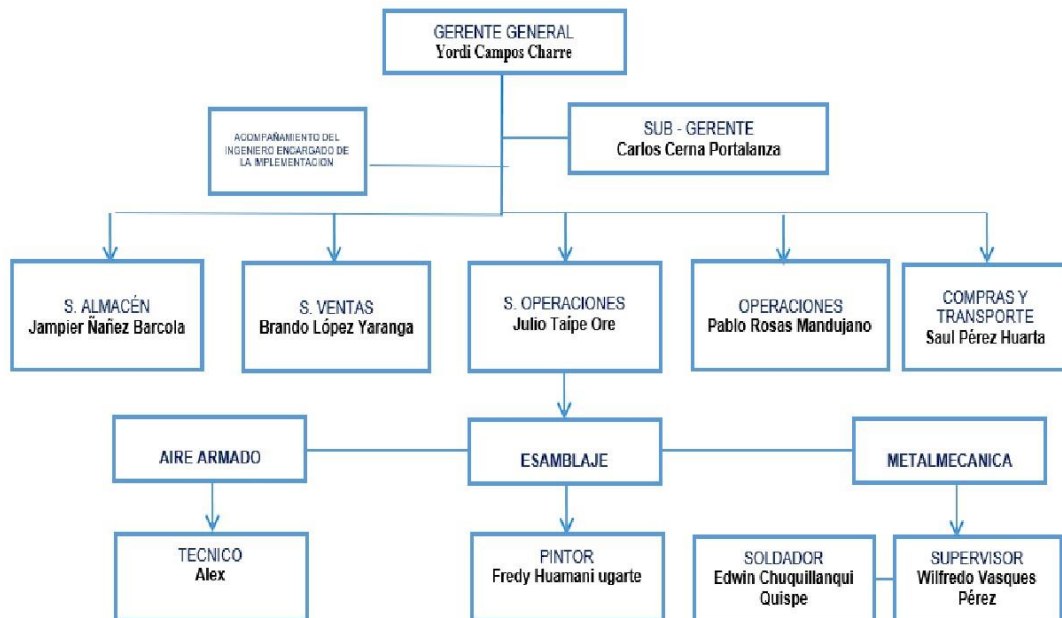 GERENTE GENERAL
Yordi Campos Charre
ACOMPAÑAMIENTO DEL
INGENIERO ENCARGADO DE
LA IMPLEMENTACION
SUB - GERENTE
Carlos Cerna Portalanza
S. ALMACÉN
Jampier Ñañez Barcola
S. VENTAS
Brando López Yaranga
S. OPERACIONES
Julio Taípe Ore
OPERACIONES
Pablo Rosas Mandujano
COMPRAS Y
TRANSPORTE
Saul Pérez Huarta
AIRE ARMADO
ESAMBLAJE
METALMECANICA
TECNICO
Alex
PINTOR
Fredy Huamani ugarte
SOLDADOR
Edwin Chuquillanqui
Quispe
SUPERVISOR
Wilfredo Vasques
Pérez